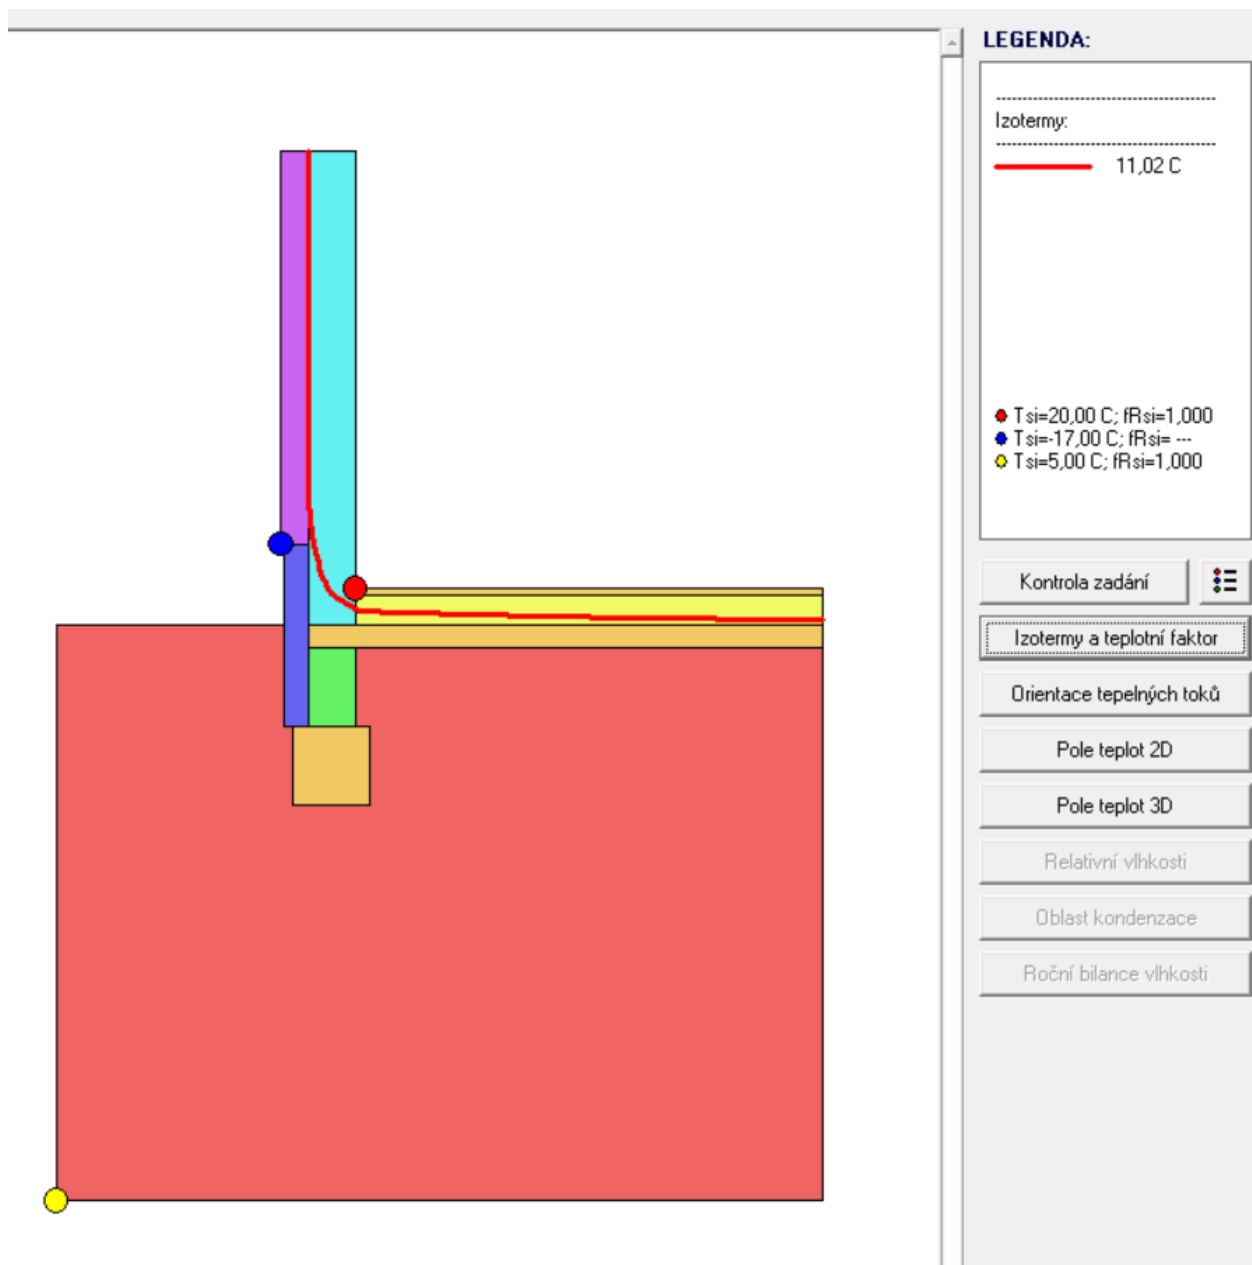 LEGENDA:
Izotermy:
11,02 C
Tsi=20,00 C; fRsi=1,000
Tsi=-17,00 C; fRsi= ---
Tsi=5,00 C; fRsi=1,000
Kontrola zadání
Izotermy a teplotní faktor
Orientace tepelných toků
Pole teplot 2D
Pole teplot 3D
Relativní vlhkosti
Oblast kondenzace
Roční bilance vlhkosti